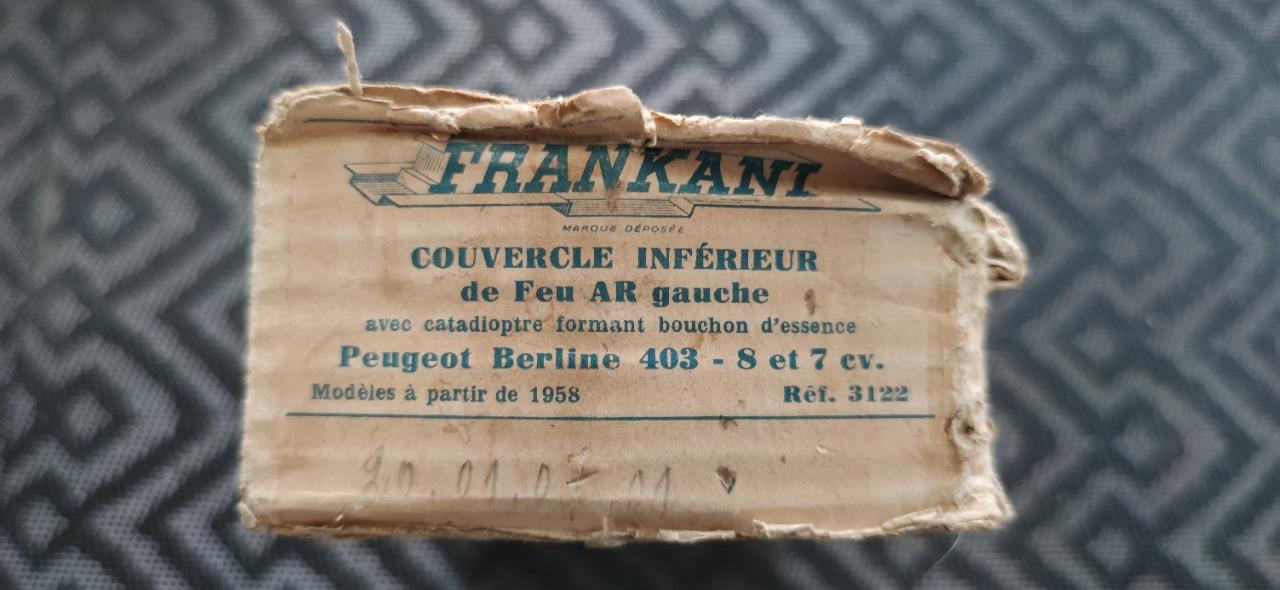 FRANKANI
MARQUE DÉPOSÉE
COUVERCLE INFÉRIEUR
de Feu AR gauche
avec catadioptre formant bouchon d'essence
Peugeot Berline 403 - 8 et 7 cv.
Modèles à partir de 1958 Réf. 3122